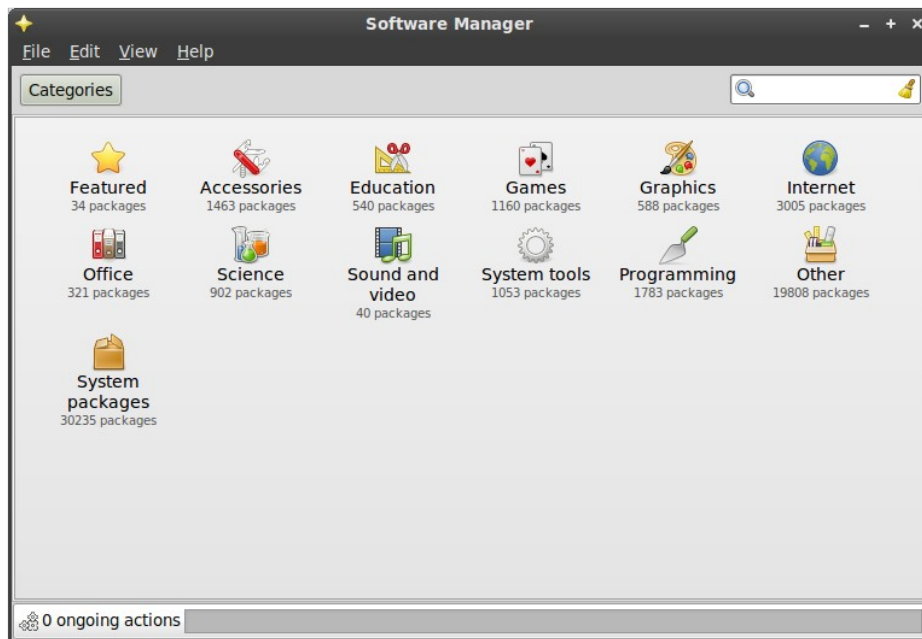 Software Manager
File Edit View Help
Categories
Featured Accessories Education Games Graphics Internet
34 packages 1463 packages 540 packages 1160 packages 588 packages 3005 packages
Office Science Sound and video System tools Programming Other
321 packages 902 packages 40 packages 1053 packages 1783 packages 19808 packages
System packages
30235 packages
0 ongoing actions